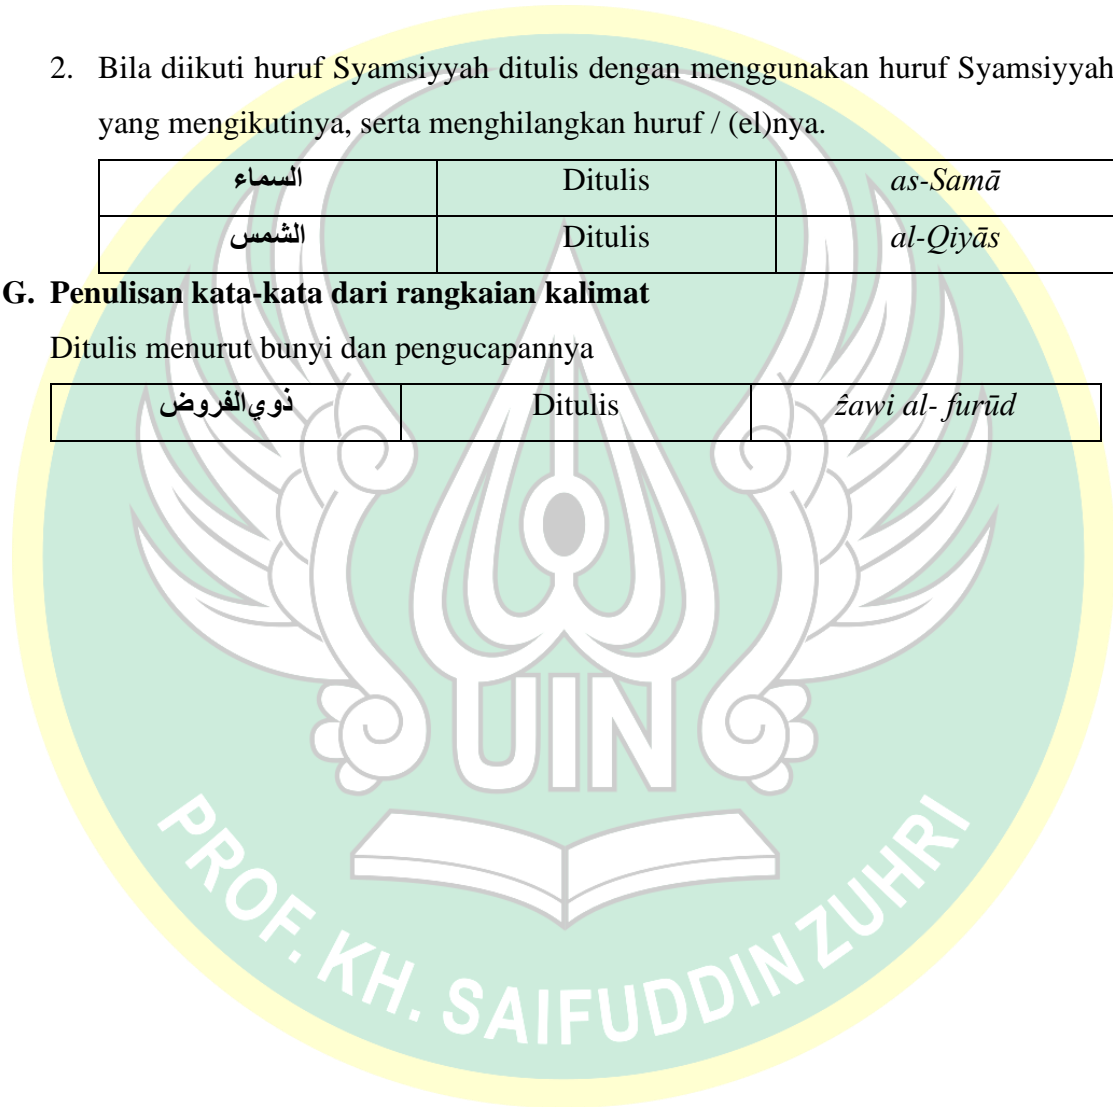 2. Bila diikuti huruf Syamsiyyah ditulis dengan menggunakan huruf Syamsiyyah
yang mengikutinya, serta menghilangkan huruf / (el)nya.
السماء Ditulis as-Samā
الشمس Ditulis al-Qiyās
G. Penulisan kata-kata dari rangkaian kalimat
Ditulis menurut bunyi dan pengucapannya
ذوي الفروض Ditulis ẑawi al- furūd
UIN
PROF. KH. SAIFUDDIN ZUHRI